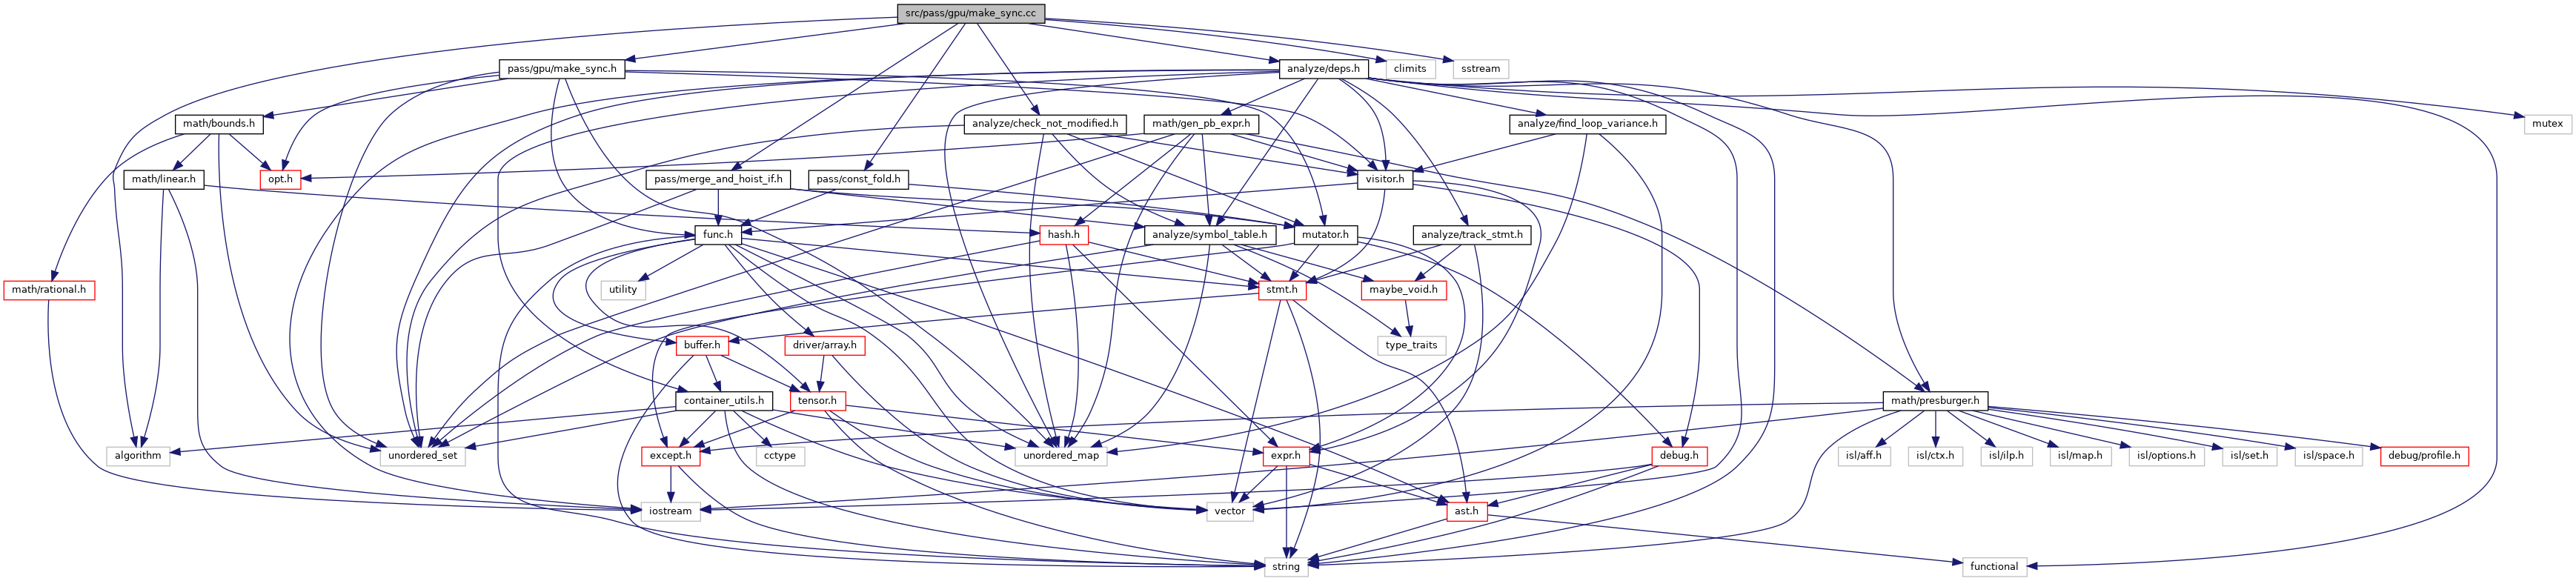 src/pass/gpu/make_sync.cc
pass/gpu/make_sync.h
analyze/deps.h
climits
sstream
math/bounds.h
analyze/check_not_modified.h
math/gen_pb_expr.h
analyze/find_loop_variance.h
mutex
math/linear.h
opt.h
pass/merge_and_hoist_if.h
pass/const_fold.h
visitor.h
func.h
hash.h
analyze/symbol_table.h
mutator.h
analyze/track_stmt.h
math/rational.h
utility
stmt.h
maybe_void.h
buffer.h
driver/array.h
type_traits
container_utils.h
tensor.h
math/presburger.h
algorithm
unordered_set
except.h
cctype
unordered_map
expr.h
debug.h
isl/aff.h
isl/ctx.h
isl/ilp.h
isl/map.h
isl/options.h
isl/set.h
isl/space.h
debug/profile.h
iostream
vector
ast.h
string
functional